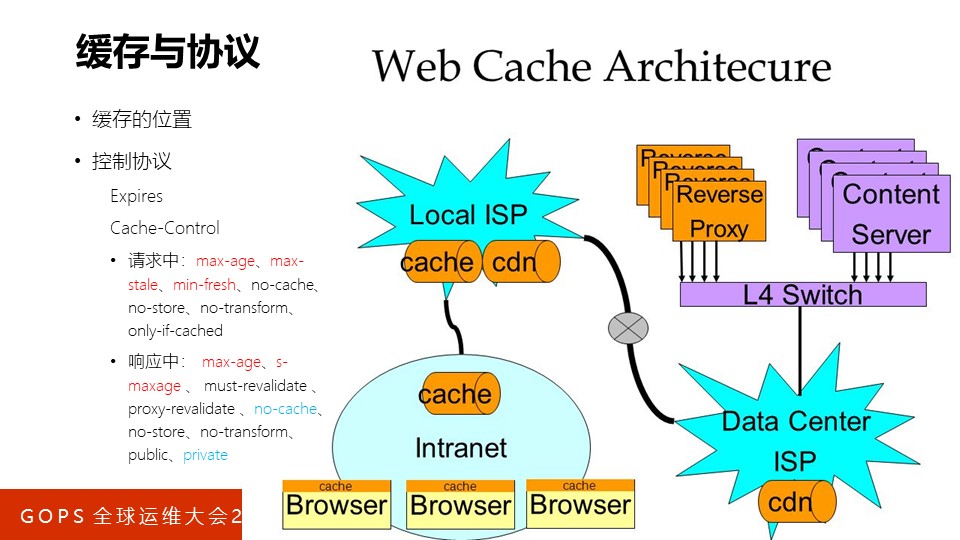 缓存与协议
Web Cache Architecure
• 缓存的位置
• 控制协议
Expires
Cache-Control
• 请求中：max-age、max-
stale、min-fresh、no-cache、
no-store、no-transform、
only-if-cached
• 响应中： max-age、s-
maxage 、 must-revalidate 、
proxy-revalidate 、no-cache、
no-store、no-transform、
public、private
Local ISP
cache
cdn
Reverse
Reverse
Reverse
Reverse
Proxy
Content
Server
L4 Switch
cache
Intranet
Data Center
ISP
cdn
cache
Browser
cache
Browser
cache
Browser
GOPS 全球运维大会2